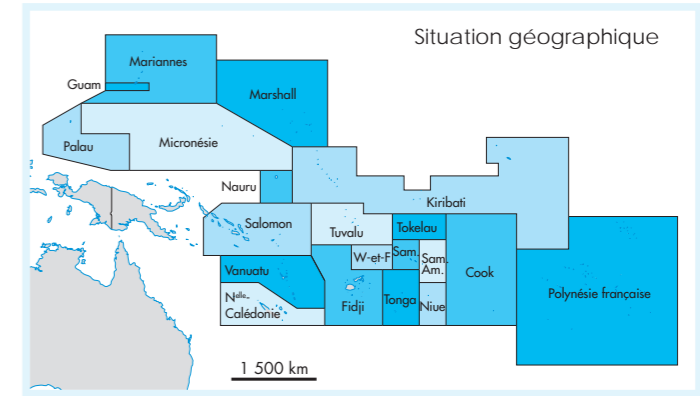 Situation géographique
Mariannes
Guam
Marshall
Palau
Micronésie
Nauru
Kiribati
Salomon
Tuvalu
Tokelau
W-et-F
Sam.
Sam.
Am.
Vanuatu
Cook
Polynésie française
Nelle-
Calédonie
Fidji
Tonga
Niue
1 500 km